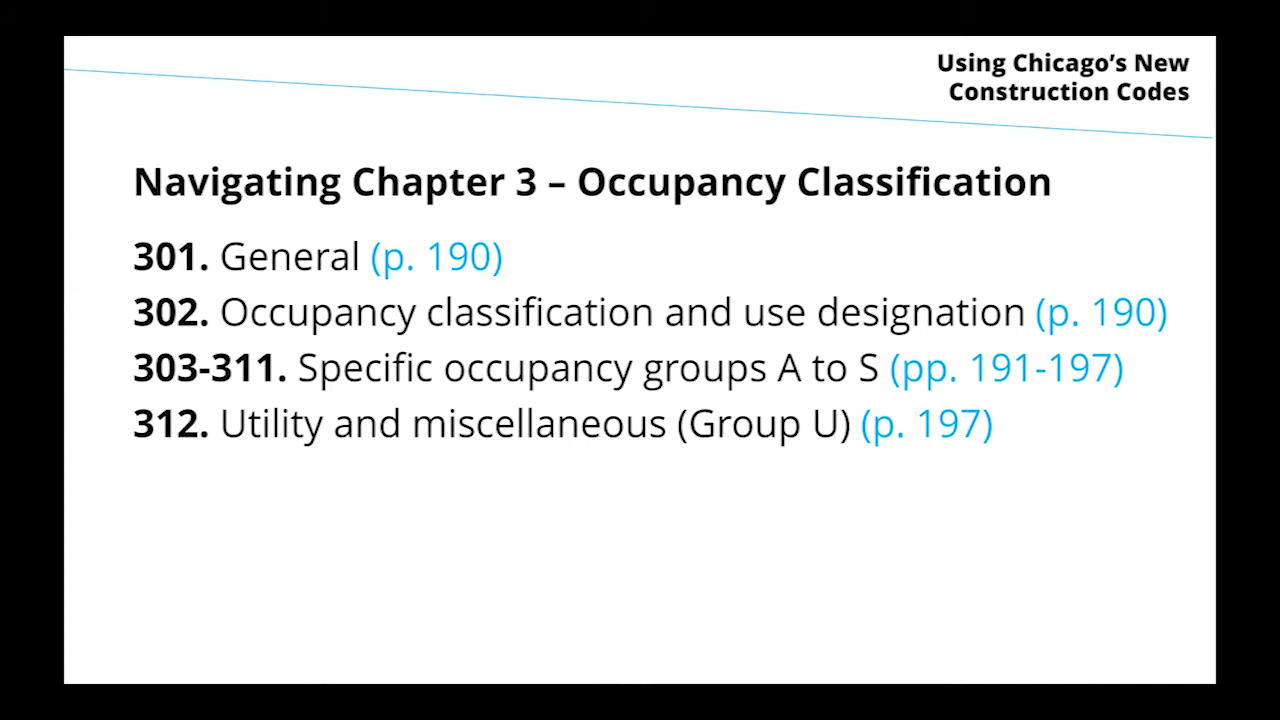 Using Chicago’s New
Construction Codes
Navigating Chapter 3 – Occupancy Classification
301. General (p. 190)
302. Occupancy classification and use designation (p. 190)
303-311. Specific occupancy groups A to S (pp. 191-197)
312. Utility and miscellaneous (Group U) (p. 197)